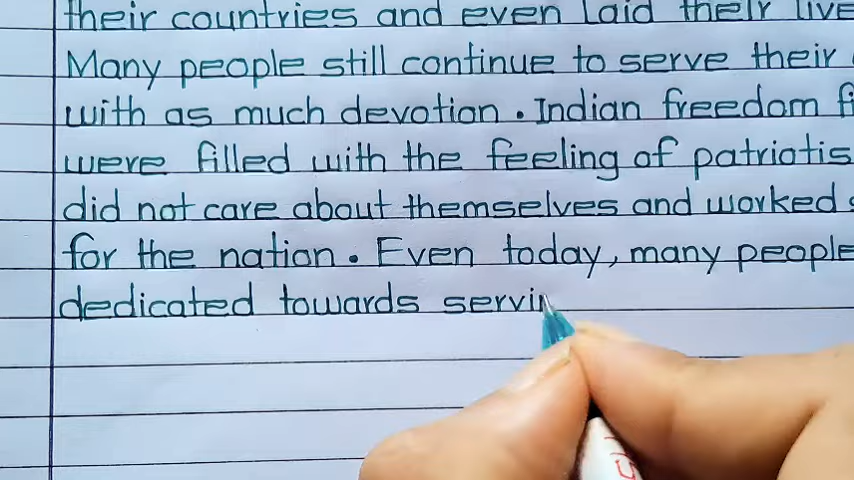 their countries and even laid their live
Many people still continue to serve their
with as much devotion. Indian freedom fi
were filled with the feeling of patriotis
did not care about themselves and worked
for the nation. Even today, many people
dedicated towards servin